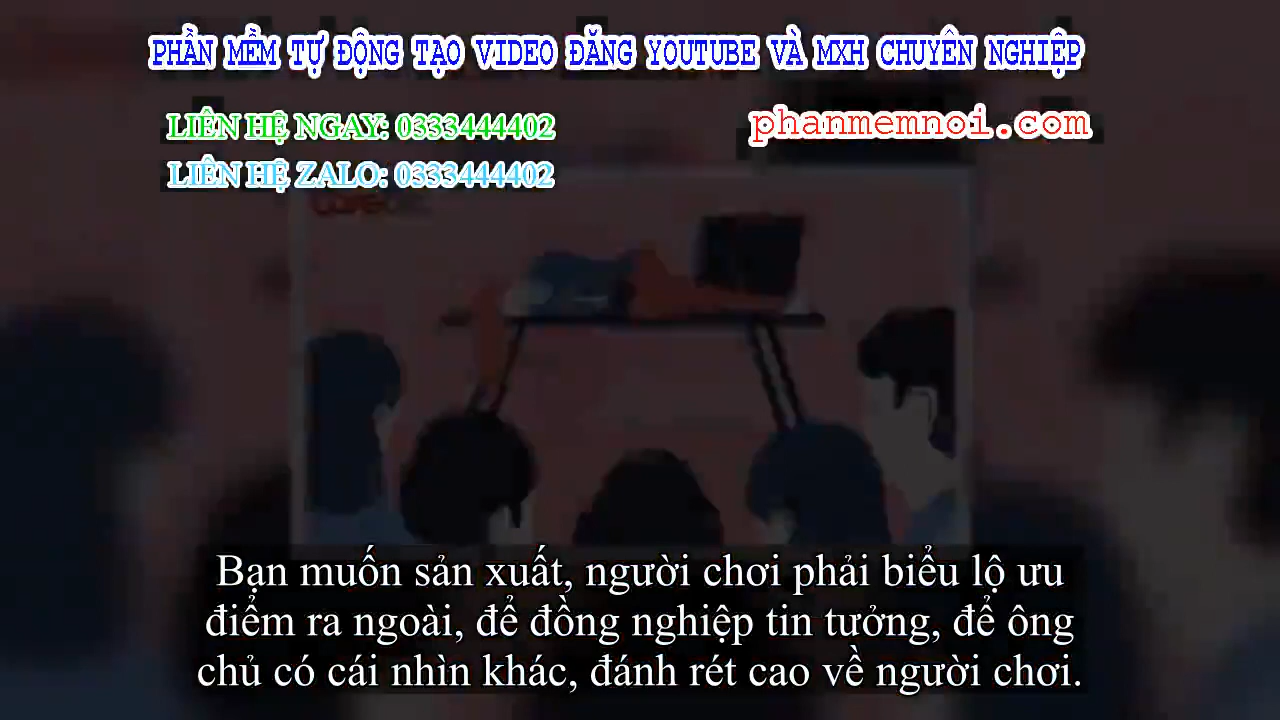 PHẦN MỀM TỰ ĐỘNG TẠO VIDEO ĐĂNG YOUTUBE VÀ MXH CHUYÊN NGHIỆP
LIÊN HỆ NGAY: 0333444402
phanmemnoi.com
LIÊN HỆ ZALO: 0333444402
Bạn muốn sản xuất, người chơi phải biểu lộ ưu
điểm ra ngoài, để đồng nghiệp tin tưởng, để ông
chủ có cái nhìn khác, đánh rét cao về người chơi.